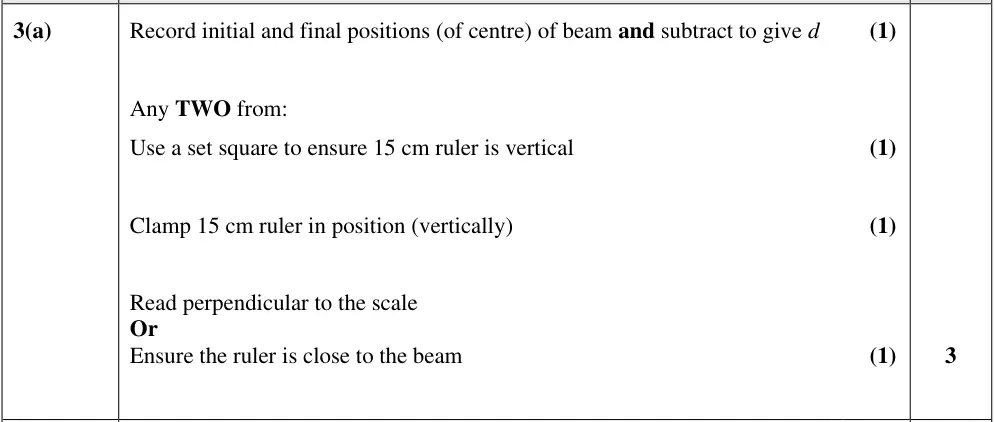 3(a) Record initial and final positions (of centre) of beam and subtract to give d (1)
Any TWO from:
Use a set square to ensure 15 cm ruler is vertical (1)
Clamp 15 cm ruler in position (vertically) (1)
Read perpendicular to the scale
Or
Ensure the ruler is close to the beam (1) 3